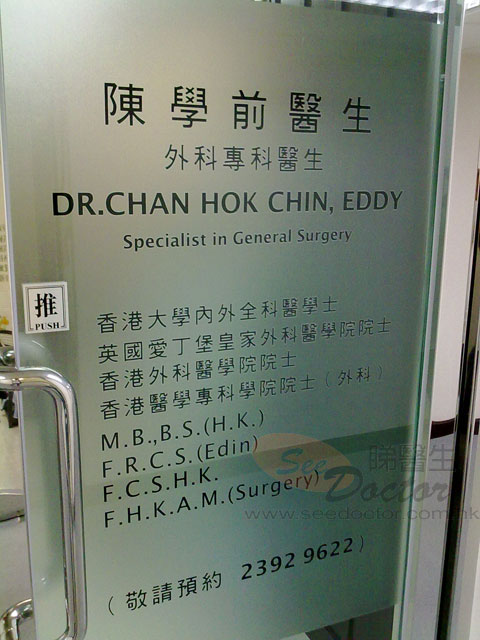 陳學前醫生
外科專科醫生
DR.CHAN HOK CHIN, EDDY
Specialist in General Surgery
推
PUSH
香港大學內外全科醫學士
英國愛丁堡皇家外科醫學院院士
香港外科醫學院院士
香港醫學專科學院院士（外科）
M.B.,B.S.(H.K.)
F.R.C.S.(Edin)
F.C.S.H.K.
F.H.K.A.M.(Surgery)
See 睇醫生
Doctor
www.seedoctor.com.hk
（敬請預約 2392 9622）